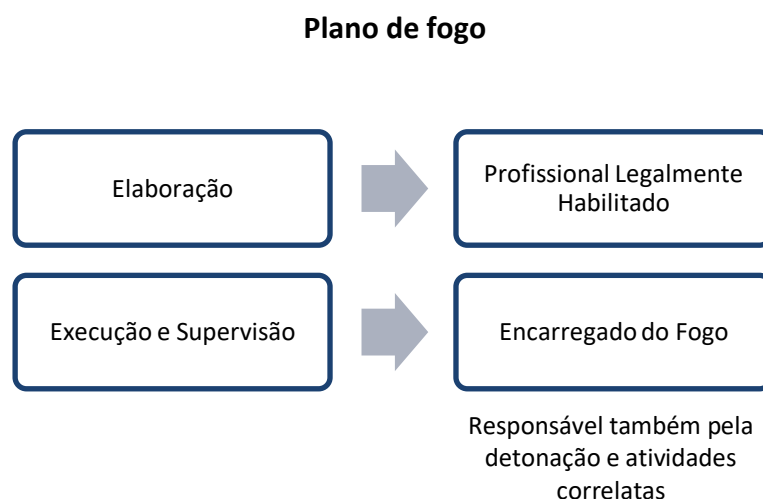 Plano de fogo
Elaboração
Profissional Legalmente
Habilitado
Execução e Supervisão
Encarregado do Fogo
Responsável também pela
detonação e atividades
correlatas